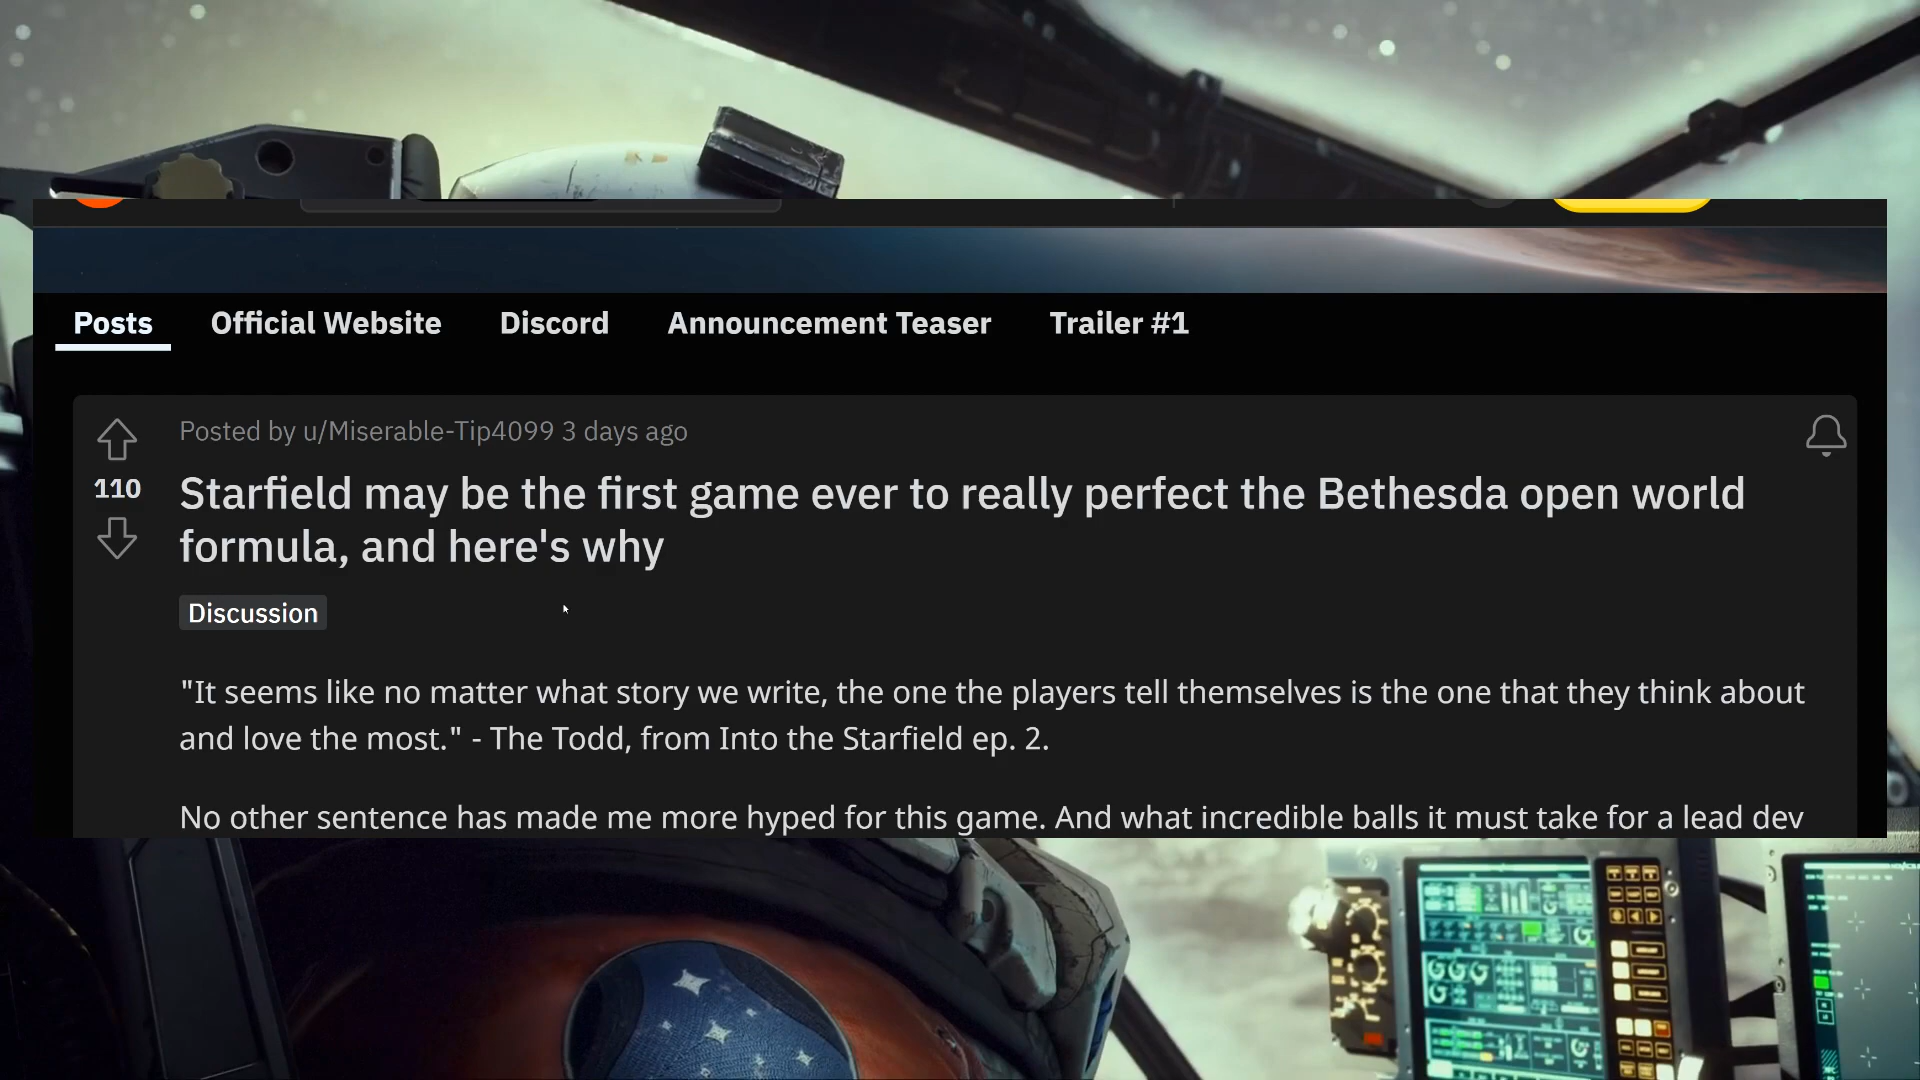 Posts Official Website Discord Announcement Teaser Trailer #1
Posted by u/Miserable-Tip4099 3 days ago
110
Starfield may be the first game ever to really perfect the Bethesda open world
formula, and here's why
Discussion
"It seems like no matter what story we write, the one the players tell themselves is the one that they think about
and love the most." - The Todd, from Into the Starfield ep. 2.
No other sentence has made me more hyped for this game. And what incredible balls it must take for a lead dev